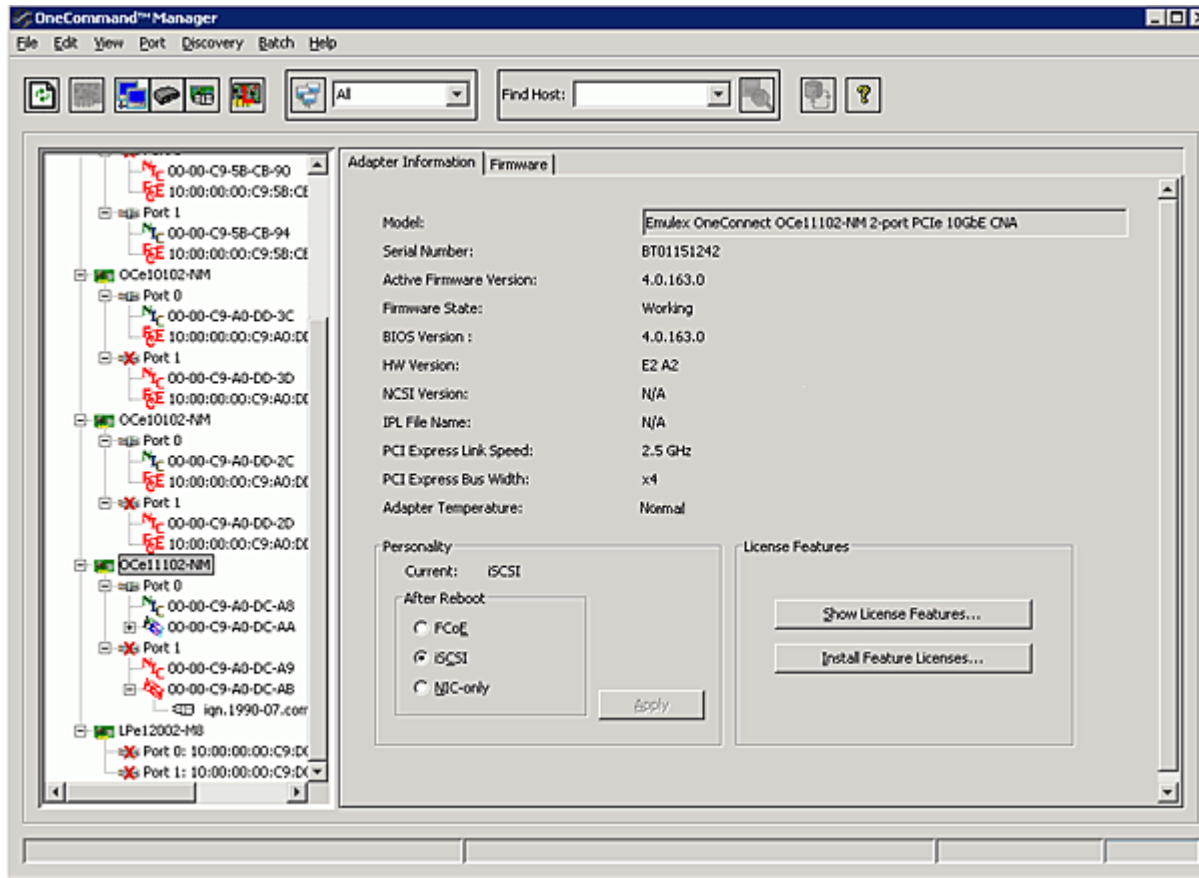 OneCommand™ Manager
File Edit View Port Discovery Batch Help
All
Find Host:
00-00-C9-5B-CB-90
10:00:00:00:C9:5B:CB
Port 1
00-00-C9-5B-CB-94
10:00:00:00:C9:5B:CB
OCe10102-NM
Port 0
00-00-C9-A0-DD-3C
10:00:00:00:C9:A0:DD
Port 1
00-00-C9-A0-DD-3D
10:00:00:00:C9:A0:DD
OCe10102-NM
Port 0
00-00-C9-A0-DD-2C
10:00:00:00:C9:A0:DD
Port 1
00-00-C9-A0-DD-2D
10:00:00:00:C9:A0:DD
OCe11102-NM
Port 0
00-00-C9-A0-DC-A8
00-00-C9-A0-DC-AA
Port 1
00-00-C9-A0-DC-A9
00-00-C9-A0-DC-AB
iqn.1990-07.com
LPe12002-M8
Port 0: 10:00:00:00:C9:D0
Port 1: 10:00:00:00:C9:D0
Adapter Information Firmware
Model: Emulex OneConnect OCe11102-NM 2-port PCIe 10GbE CNA
Serial Number: BT01151242
Active Firmware Version: 4.0.163.0
Firmware State: Working
BIOS Version : 4.0.163.0
HW Version: E2 A2
NCSI Version: N/A
IPL File Name: N/A
PCI Express Link Speed: 2.5 GHz
PCI Express Bus Width: x4
Adapter Temperature: Normal
Personality
Current: iSCSI
After Reboot
FCoE
iSCSI
NIC-only
Apply
License Features
Show License Features...
Install Feature Licenses...